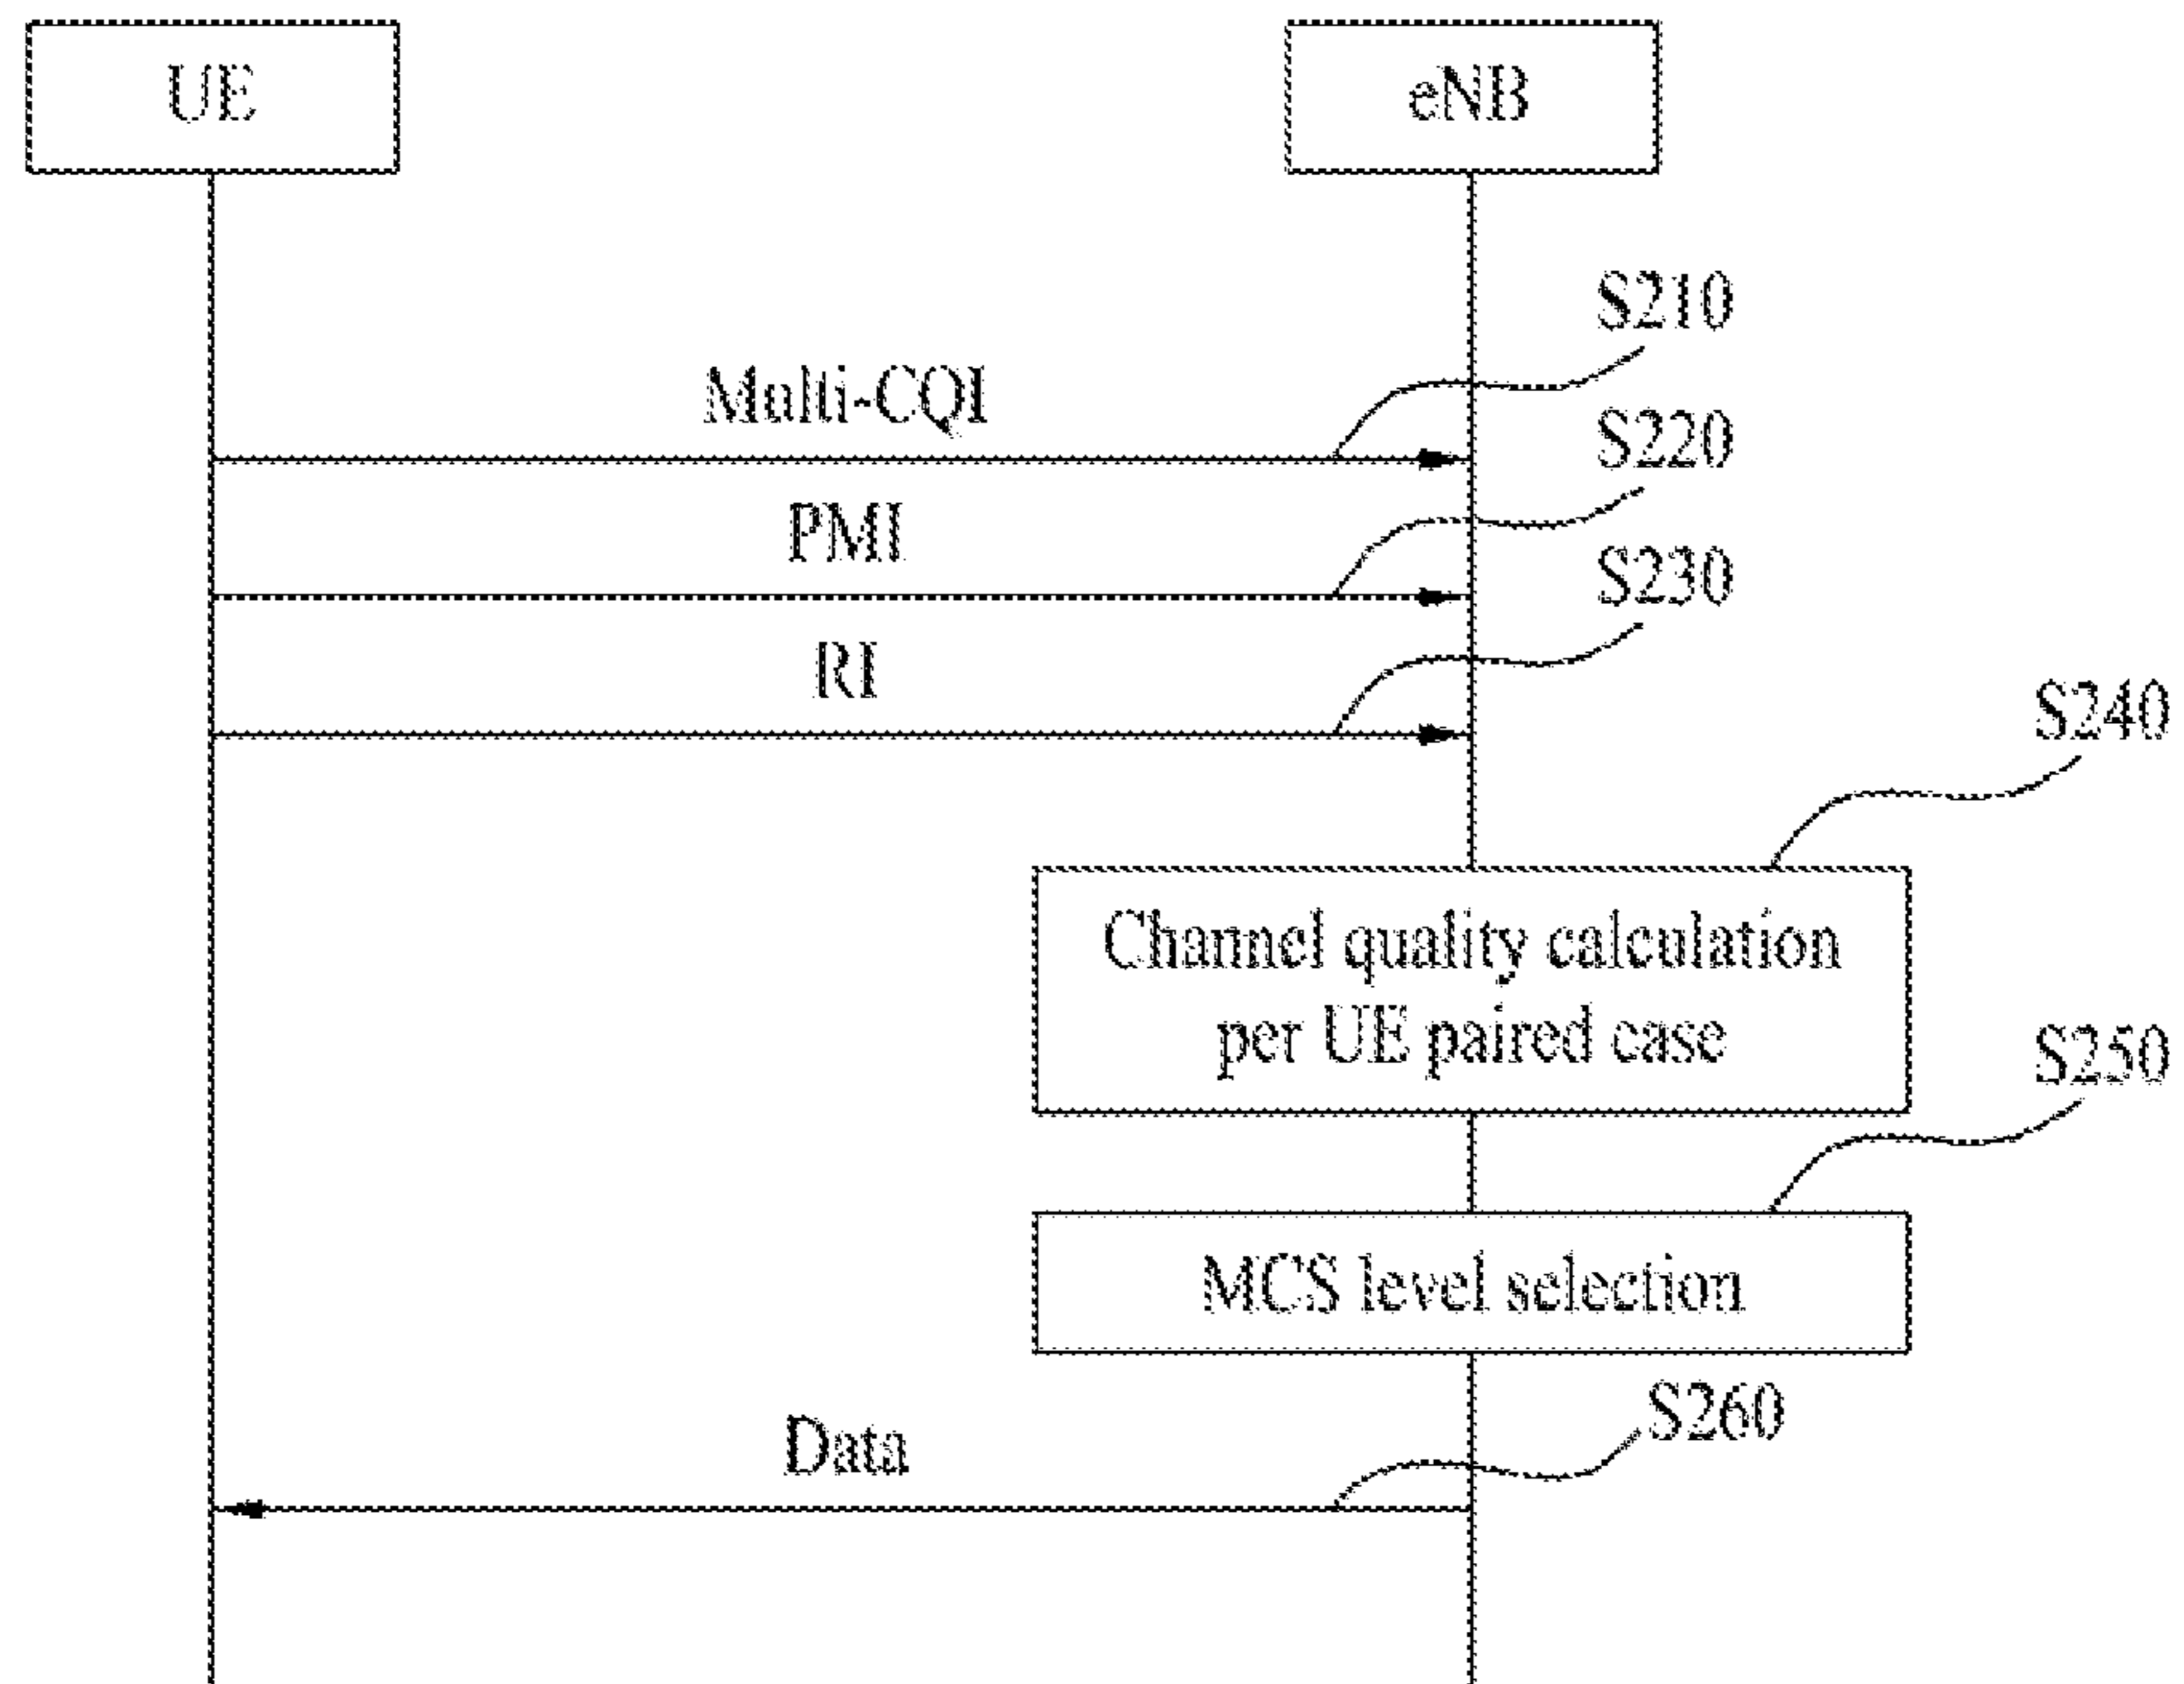 UE
eNB
S210
Multi-CQI
S220
PMI
S230
RI
S240
Channel quality calculation
per UE paired case
S250
MCS level selection
S260
Data